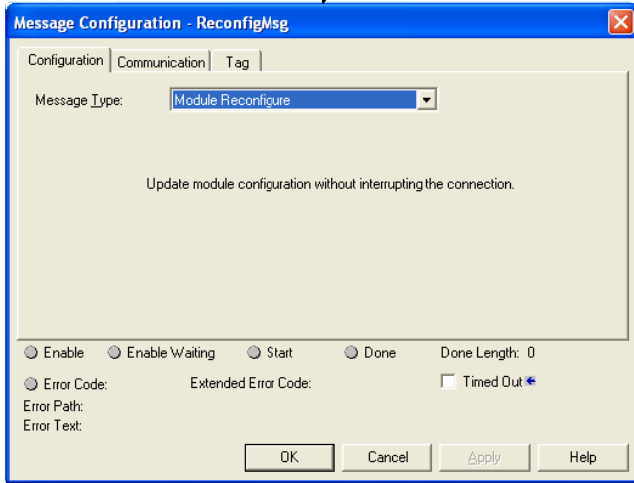 Message Configuration - ReconfigMsg
Configuration Communication Tag
Message Type: Module Reconfigure
Update module configuration without interrupting the connection.
Enable Enable Waiting Start Done Done Length: 0
Error Code: Extended Error Code: Timed Out
Error Path:
Error Text:
OK Cancel Apply Help